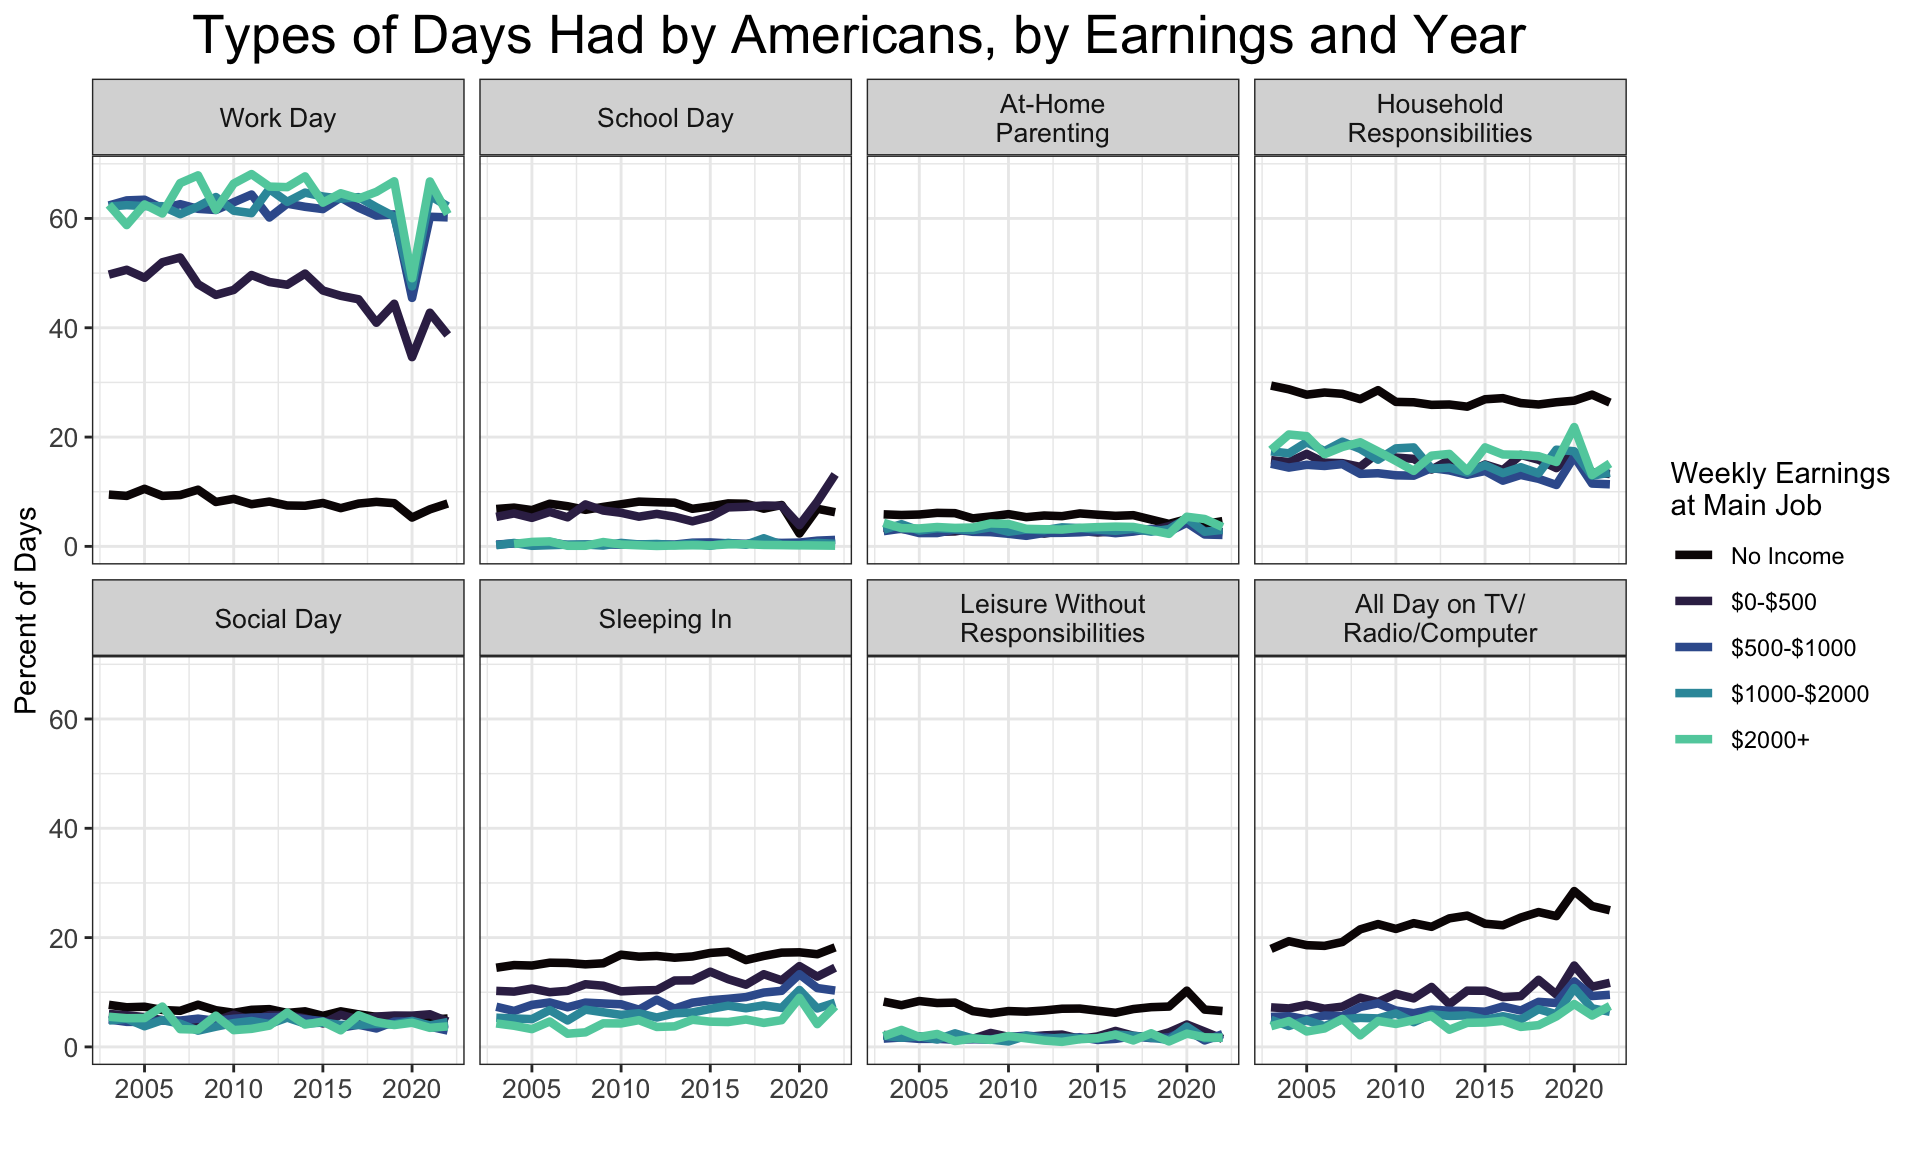 Types of Days Had by Americans, by Earnings and Year
Work Day
School Day
At-Home
Parenting
Household
Responsibilities
60
40
20
0
Percent of Days
Social Day
Sleeping In
Leisure Without
Responsibilities
All Day on TV/
Radio/Computer
60
40
20
0
2005 2010 2015 2020
2005 2010 2015 2020
2005 2010 2015 2020
2005 2010 2015 2020
Weekly Earnings
at Main Job
No Income
$0-$500
$500-$1000
$1000-$2000
$2000+